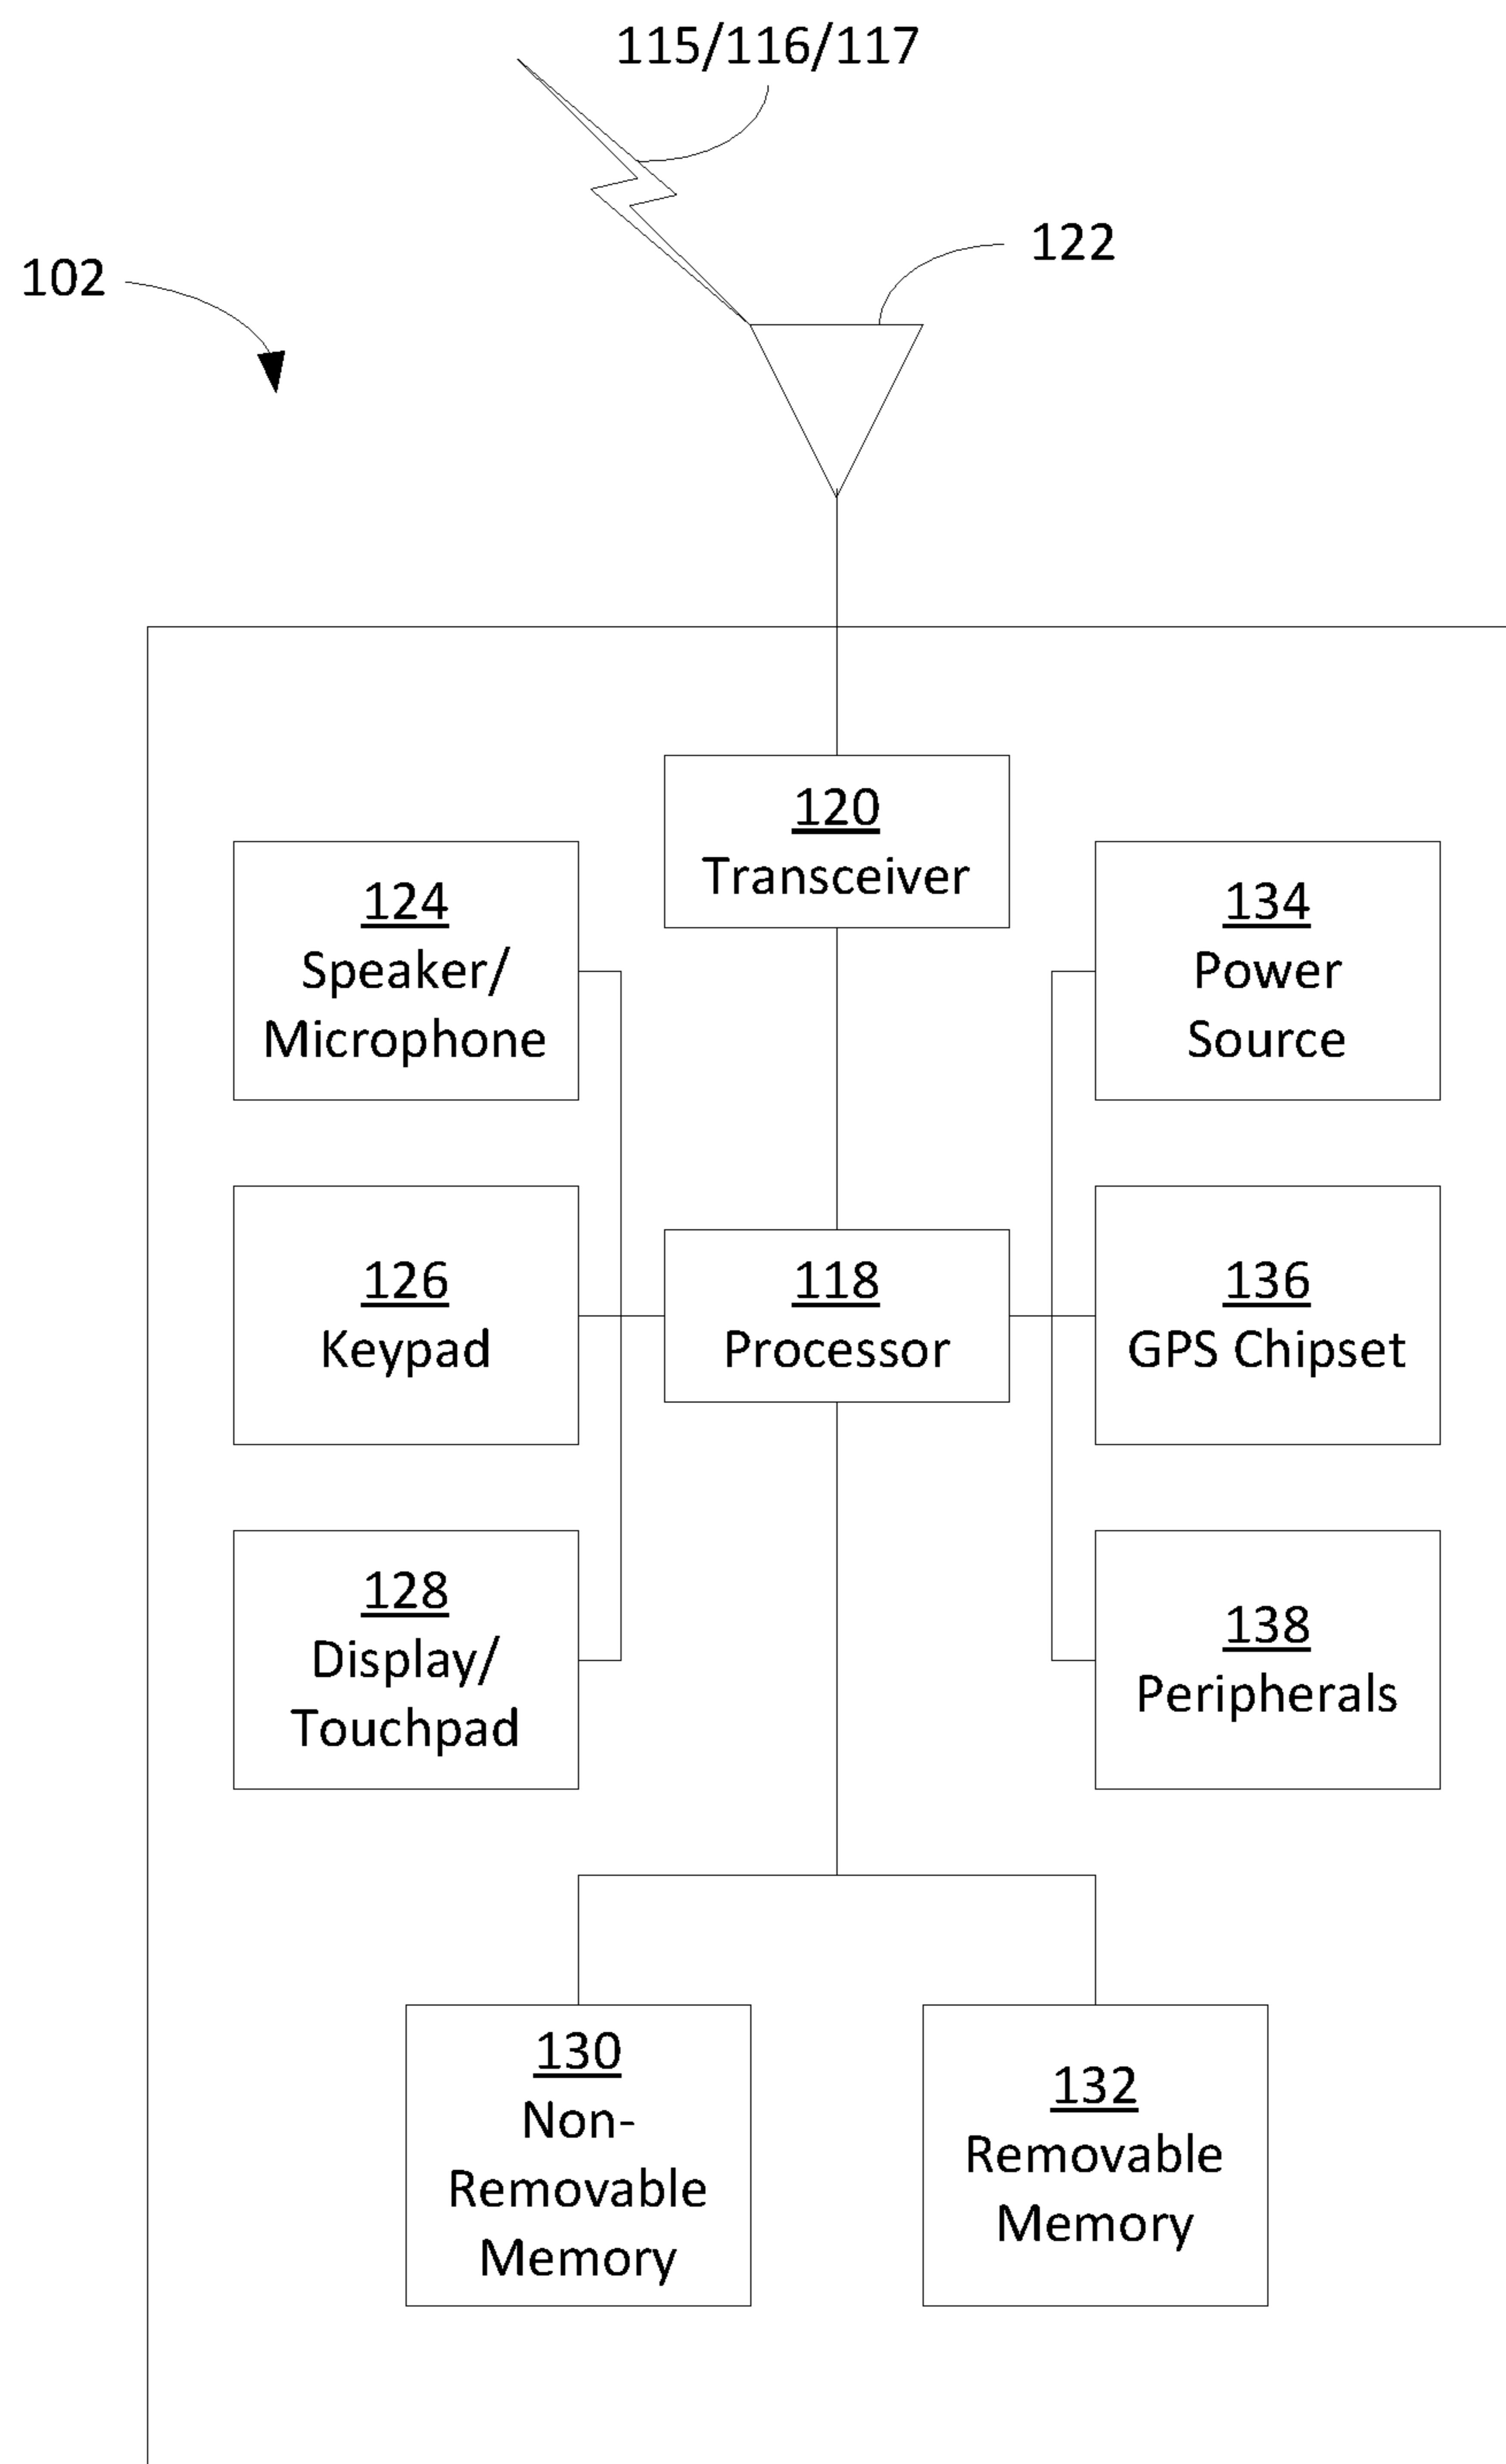 115/116/117
122
102
120
Transceiver
124
Speaker/
Microphone
134
Power
Source
126
Keypad
118
Processor
136
GPS Chipset
128
Display/
Touchpad
138
Peripherals
130
Non-
Removable
Memory
132
Removable
Memory